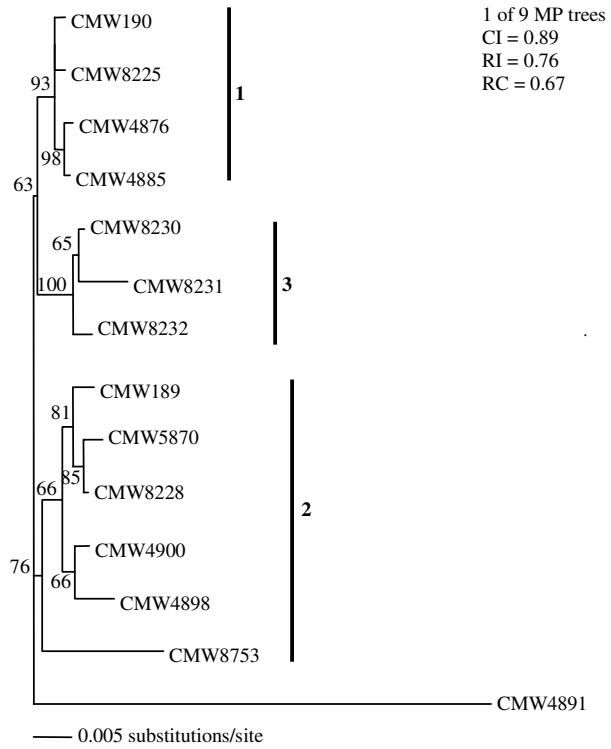 1 of 9 MP trees
CI = 0.89
RI = 0.76
RC = 0.67
CMW190
93
CMW8225
1
CMW4876
98
CMW4885
63
CMW8230
65
100
CMW8231
3
CMW8232
CMW189
81
CMW5870
85
CMW8228
66
2
CMW4900
76
66
CMW4898
CMW8753
CMW4891
0.005 substitutions/site